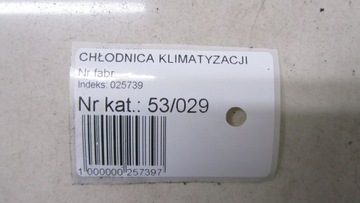 CHŁODNICA KLIMATYZACJI
Nr fabr.
Indeks: 025739
Nr kat.: 53/029
1 000000 257397